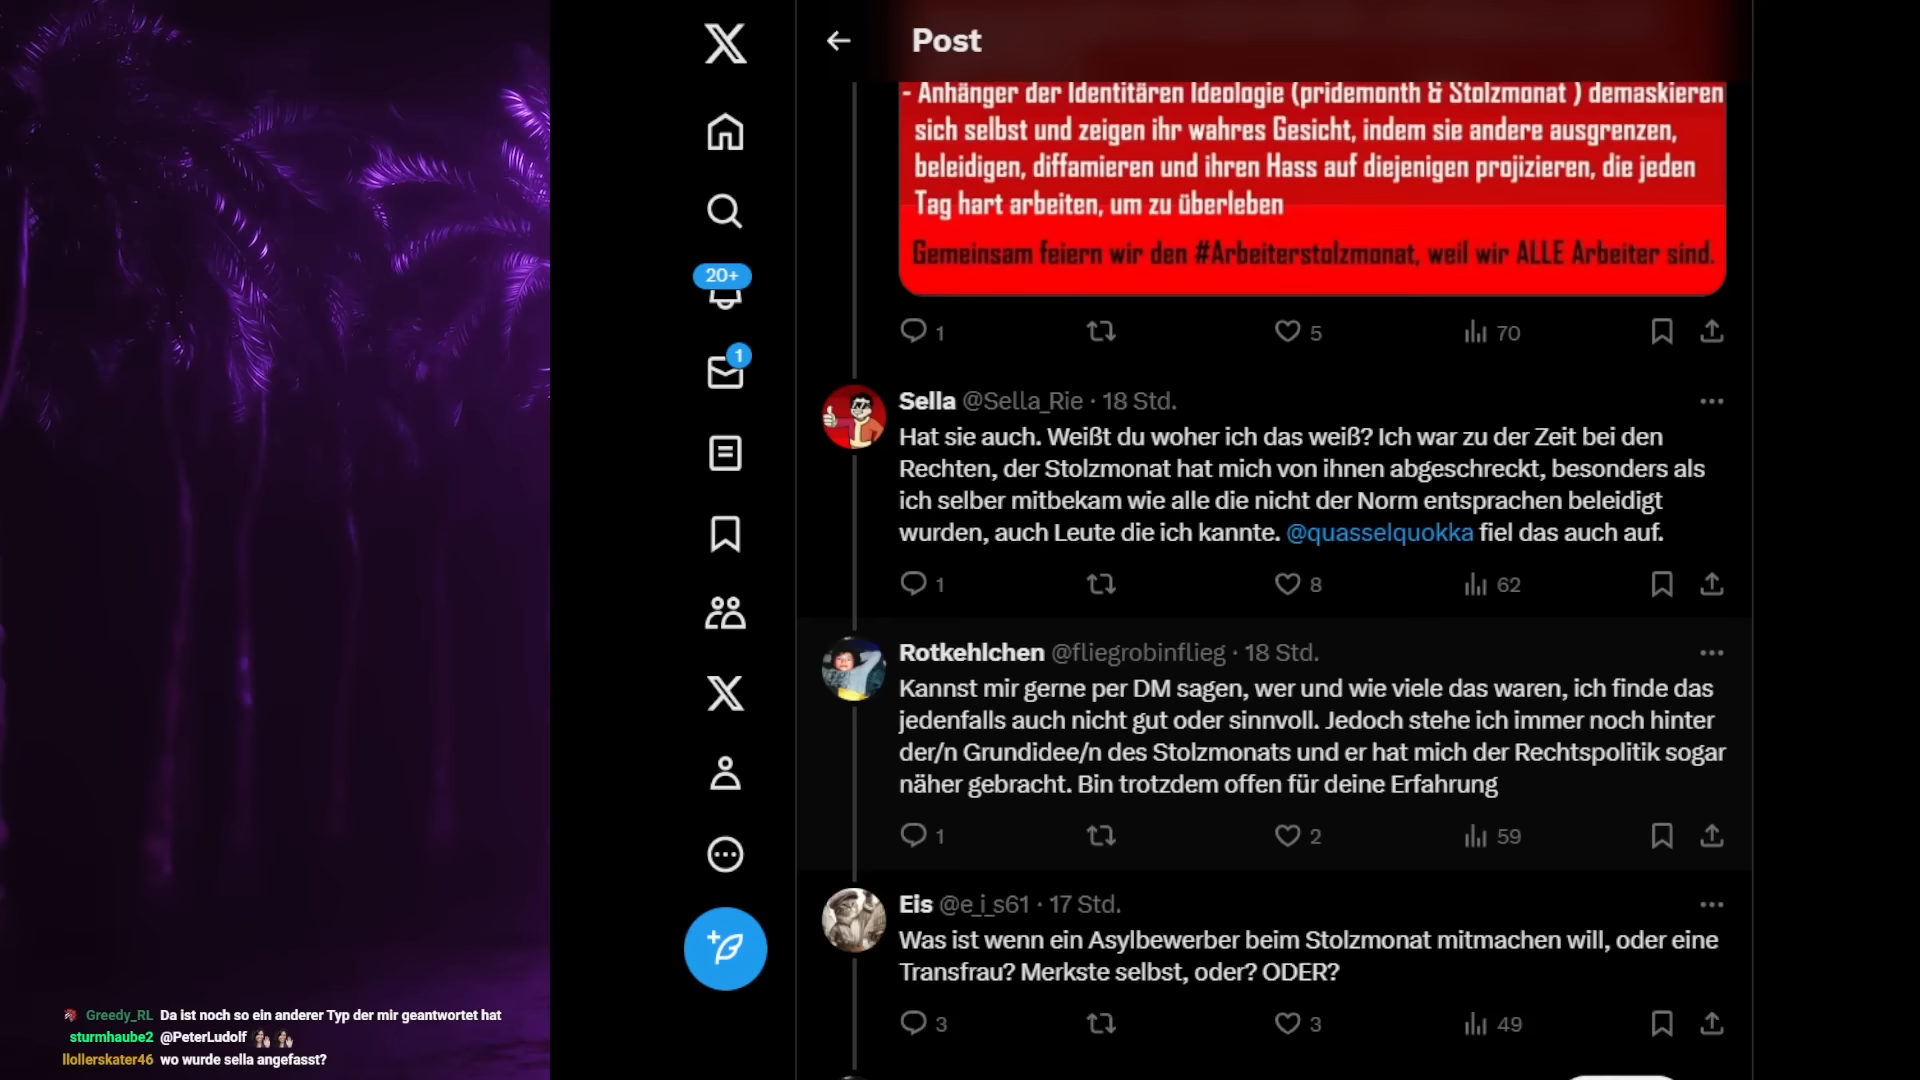 Post
- Anhänger der Identitären Ideologie (pridemonth & Stolzmonat ) demaskieren
sich selbst und zeigen ihr wahres Gesicht, indem sie andere ausgrenzen,
beleidigen, diffamieren und ihren Hass auf diejenigen projizieren, die jeden
Tag hart arbeiten, um zu überleben
Gemeinsam feiern wir den #Arbeiterstolzmonat, weil wir ALLE Arbeiter sind.
1 5 70
20+
1
Sella @Sella_Rie · 18 Std.
Hat sie auch. Weißt du woher ich das weiß? Ich war zu der Zeit bei den
Rechten, der Stolzmonat hat mich von ihnen abgeschreckt, besonders als
ich selber mitbekam wie alle die nicht der Norm entsprachen beleidigt
wurden, auch Leute die ich kannte. @quasselquokka fiel das auch auf.
1 8 62
Rotkehlchen @fliegrobinflieg · 18 Std.
Kannst mir gerne per DM sagen, wer und wie viele das waren, ich finde das
jedenfalls auch nicht gut oder sinnvoll. Jedoch stehe ich immer noch hinter
der/n Grundidee/n des Stolzmonats und er hat mich der Rechtspolitik sogar
näher gebracht. Bin trotzdem offen für deine Erfahrung
1 2 59
Eis @e_i_s61 · 17 Std.
Was ist wenn ein Asylbewerber beim Stolzmonat mitmachen will, oder eine
Transfrau? Merkste selbst, oder? ODER?
3 3 49
Greedy_RL Da ist noch so ein anderer Typ der mir geantwortet hat
sturmhaube2 @PeterLudolf
llollerskater46 wo wurde sella angefasst?